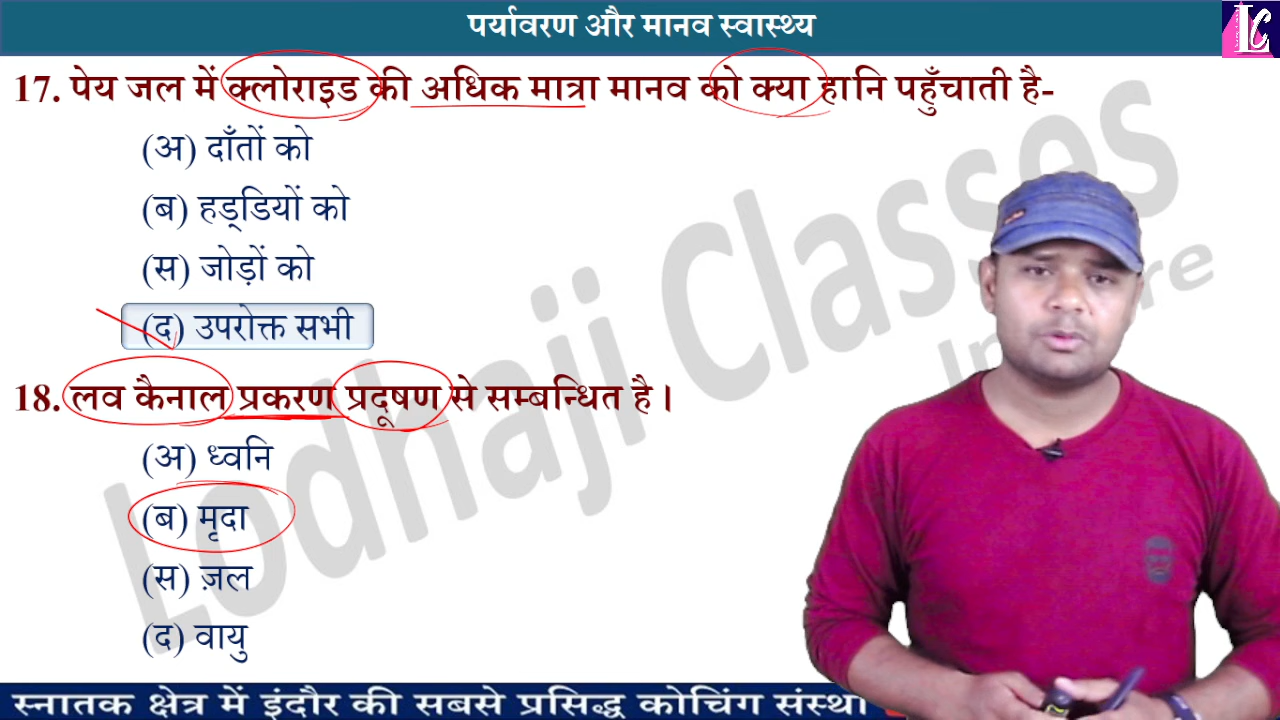 पर्यावरण और मानव स्वास्थ्य
LC
17. पेय जल में क्लोराइड की अधिक मात्रा मानव को क्या हानि पहुँचाती है-
(अ) दाँतों को
(ब) हड्डियों को
(स) जोड़ों को
(द) उपरोक्त सभी
18. लव कैनाल प्रकरण प्रदूषण से सम्बन्धित है।
(अ) ध्वनि
(ब) मृदा
(स) ज़ल
(द) वायु
Lodhaji Classes
स्नातक क्षेत्र में इंदौर की सबसे प्रसिद्ध कोचिंग संस्था